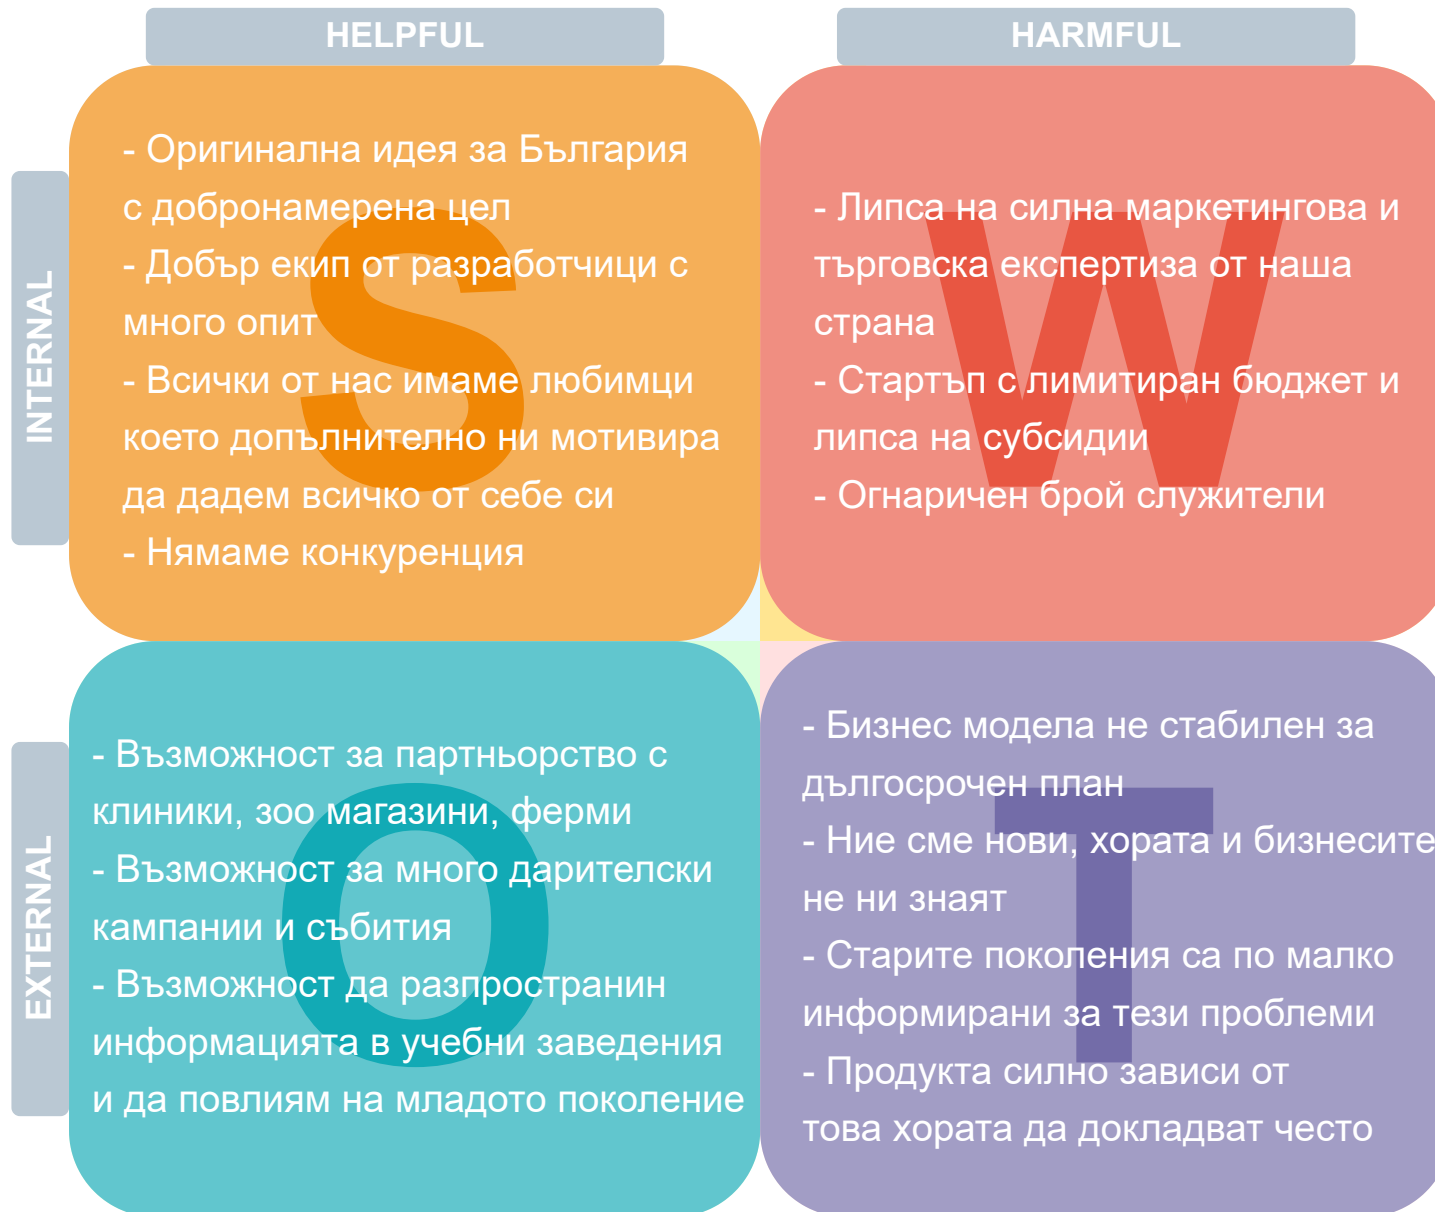 HELPFUL
HARMFUL
INTERNAL
- Оригинална идея за България
с добронамерена цел
- Добър екип от разработчици с
много опит
- Всички от нас имаме любимци
което допълнително ни мотивира
да дадем всичко от себе си
- Нямаме конкуренция
S
- Липса на силна маркетингова и
търговска експертиза от наша
страна
- Стартъп с лимитиран бюджет и
липса на субсидии
- Огнаричен брой служители
W
EXTERNAL
- Възможност за партньорство с
клиники, зоо магазини, ферми
- Възможност за много дарителски
кампании и събития
- Възможност да разпространин
информацията в учебни заведения
и да повлиям на младото поколение
O
- Бизнес модела не стабилен за
дългосрочен план
- Ние сме нови, хората и бизнесите
не ни знаят
- Старите поколения са по малко
информирани за тези проблеми
- Продукта силно зависи от
това хората да докладват често
T